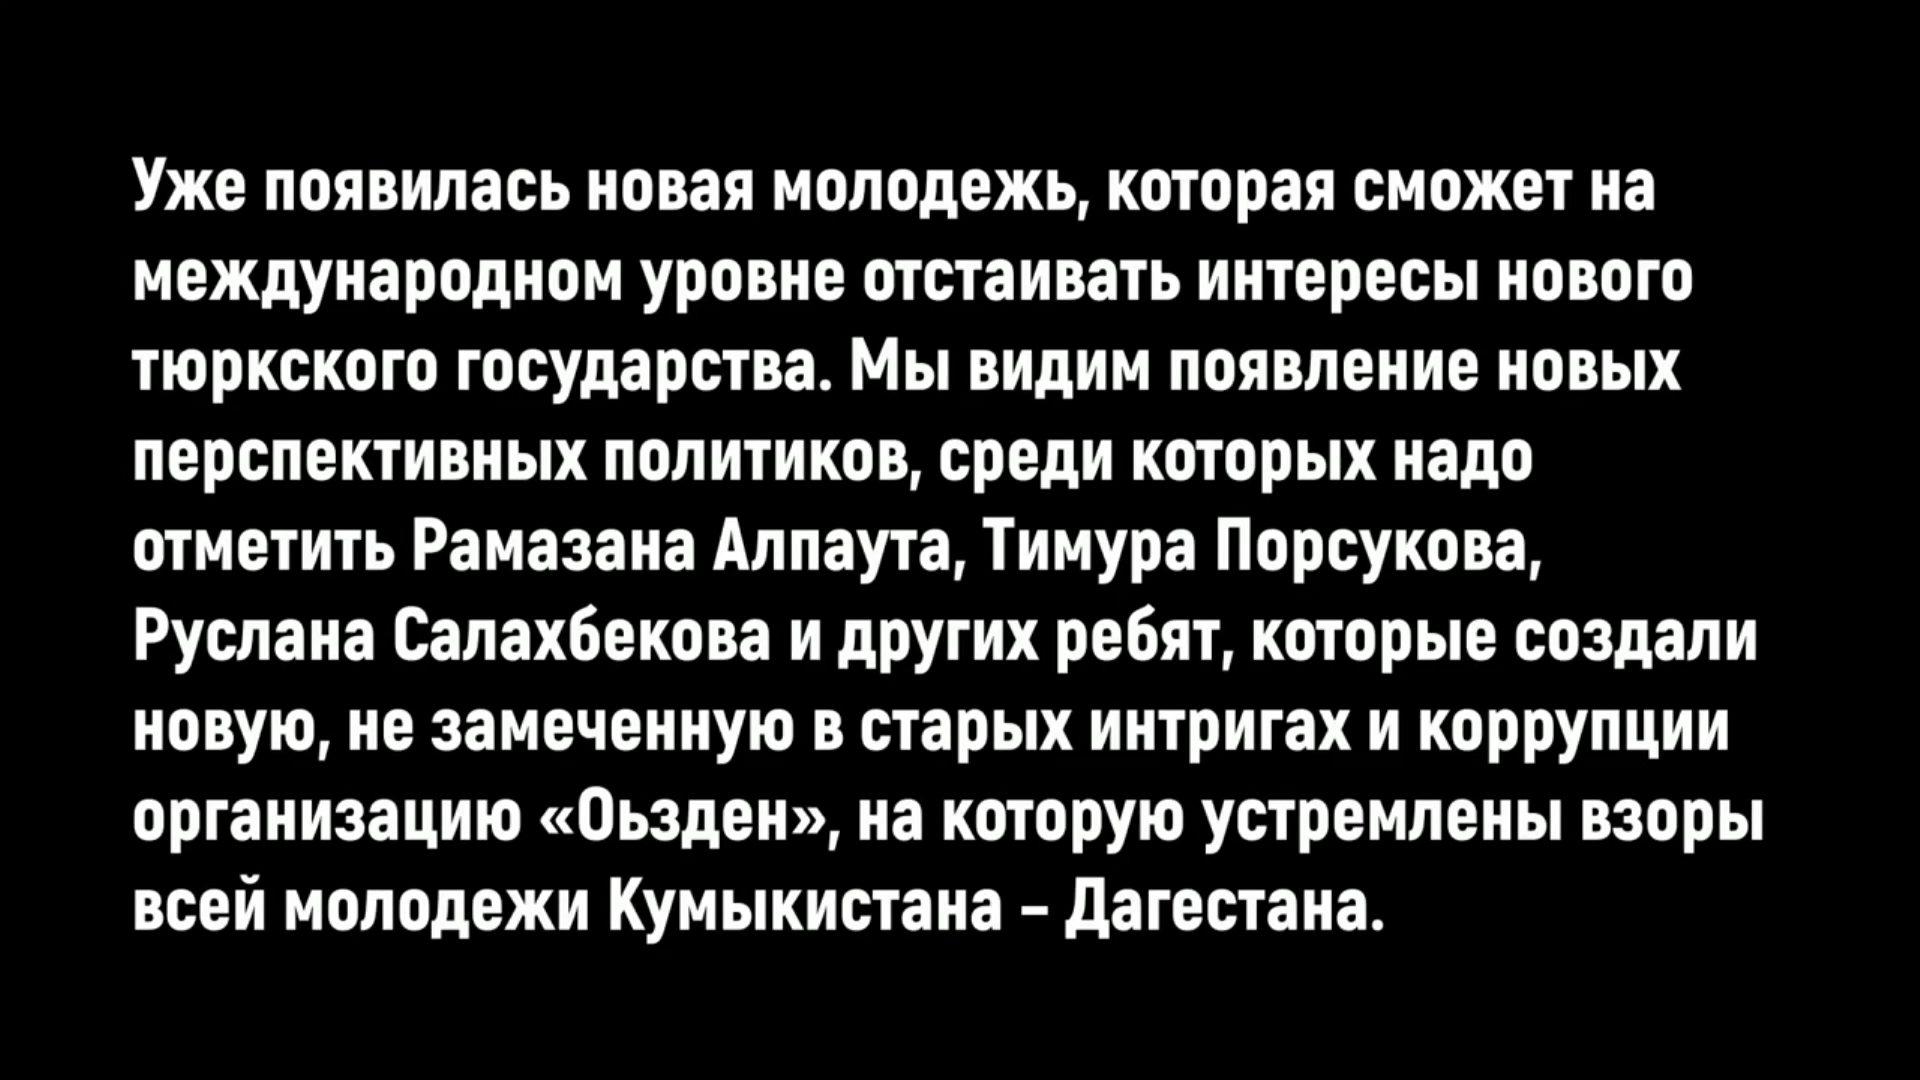 Уже появилась новая молодежь, которая сможет на
международном уровне отстаивать интересы нового
тюркского государства. Мы видим появление новых
перспективных политиков, среди которых надо
отметить Рамазана Алпаута, Тимура Порсукова,
Руслана Салахбекова и других ребят, которые создали
новую, не замеченную в старых интригах и коррупции
организацию «Оьзден», на которую устремлены взоры
всей молодежи Кумыкистана – Дагестана.